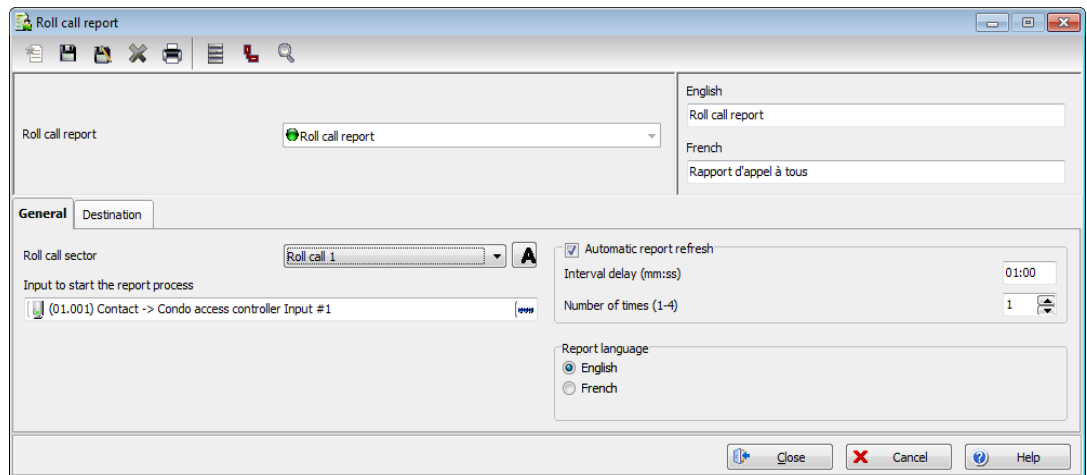 Roll call report
English
Roll call report
Roll call report
Roll call report
French
Rapport d'appel à tous
General
Destination
Roll call sector
Roll call 1
A
Automatic report refresh
Input to start the report process
Interval delay (mm:ss)
01:00
(01.001) Contact -> Condo access controller Input #1
Number of times (1-4)
1
Report language
English
French
Close
Cancel
Help